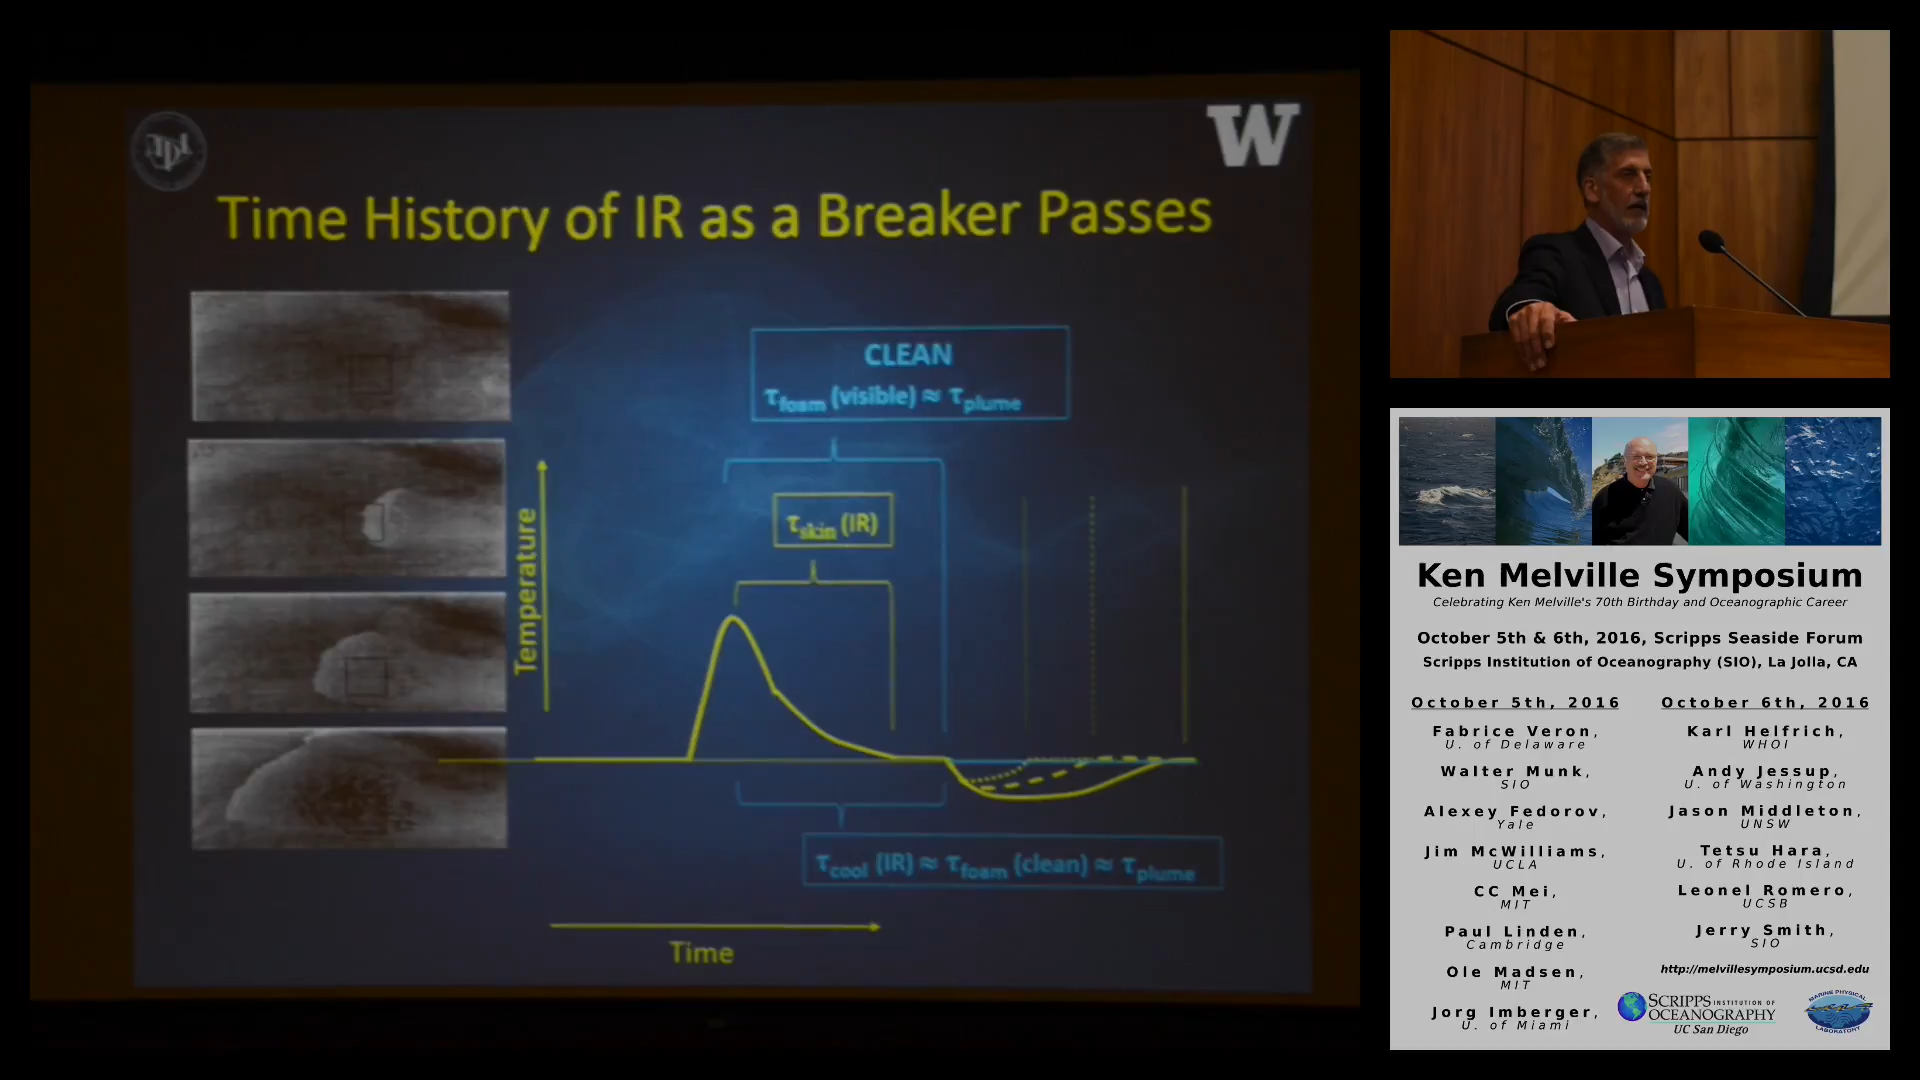 APL
W
Time History of IR as a Breaker Passes
CLEAN
τfoam (visible) ≈ τplume
τskin (IR)
Temperature
τcool (IR) ≈ τfoam (clean) ≈ τplume
Time
Ken Melville Symposium
Celebrating Ken Melville's 70th Birthday and Oceanographic Career
October 5th & 6th, 2016, Scripps Seaside Forum
Scripps Institution of Oceanography (SIO), La Jolla, CA
October 5th, 2016
Fabrice Veron,
U. of Delaware
Walter Munk,
SIO
Alexey Fedorov,
Yale
Jim McWilliams,
UCLA
CC Mei,
MIT
Paul Linden,
Cambridge
Ole Madsen,
MIT
Jorg Imberger,
U. of Miami
October 6th, 2016
Karl Helfrich,
WHOI
Andy Jessup,
U. of Washington
Jason Middleton,
UNSW
Tetsu Hara,
U. of Rhode Island
Leonel Romero,
UCSB
Jerry Smith,
SIO
http://melvillesymposium.ucsd.edu
SCRIPPS INSTITUTION OF
OCEANOGRAPHY
UC San Diego
MARINE PHYSICAL
LABORATORY